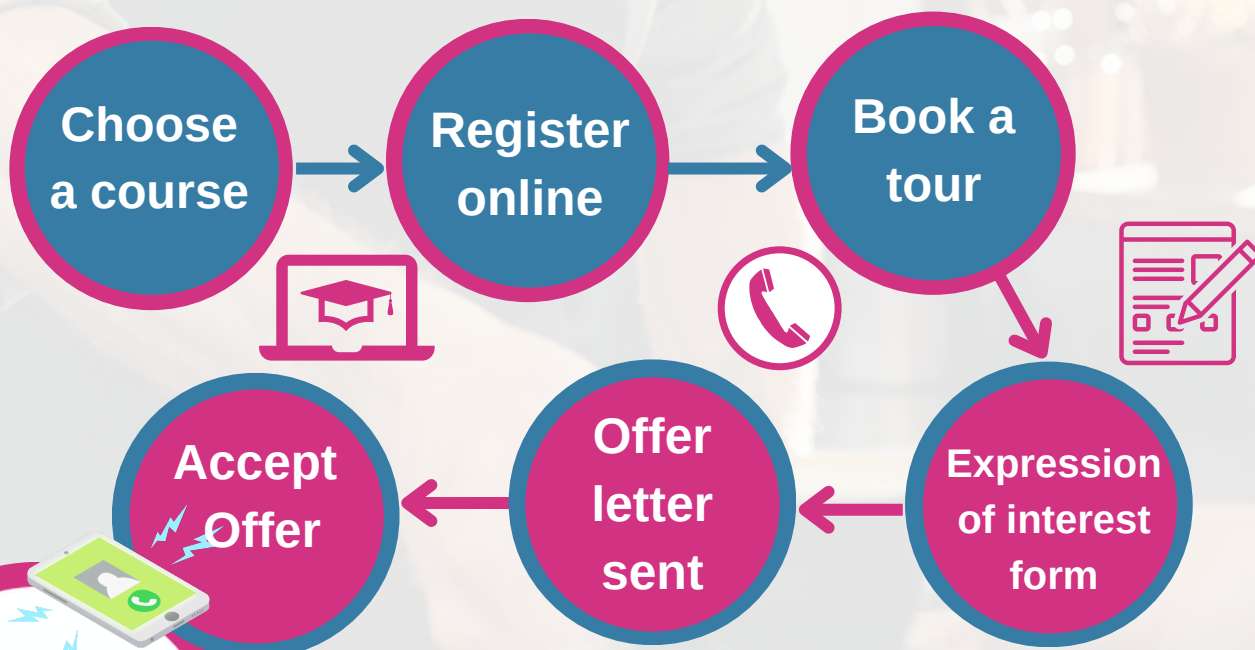 Choose
a course
Register
online
Book a
tour
Expression
of interest
form
Offer
letter
sent
Accept
Offer